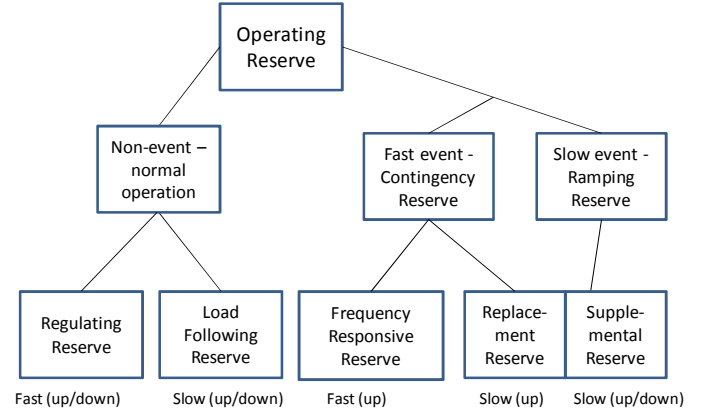 Operating
Reserve
Non-event –
normal
operation
Fast event -
Contingency
Reserve
Slow event -
Ramping
Reserve
Regulating
Reserve
Load
Following
Reserve
Frequency
Responsive
Reserve
Replace-
ment
Reserve
Supple-
mental
Reserve
Fast (up/down)
Slow (up/down)
Fast (up)
Slow (up)
Slow (up/down)